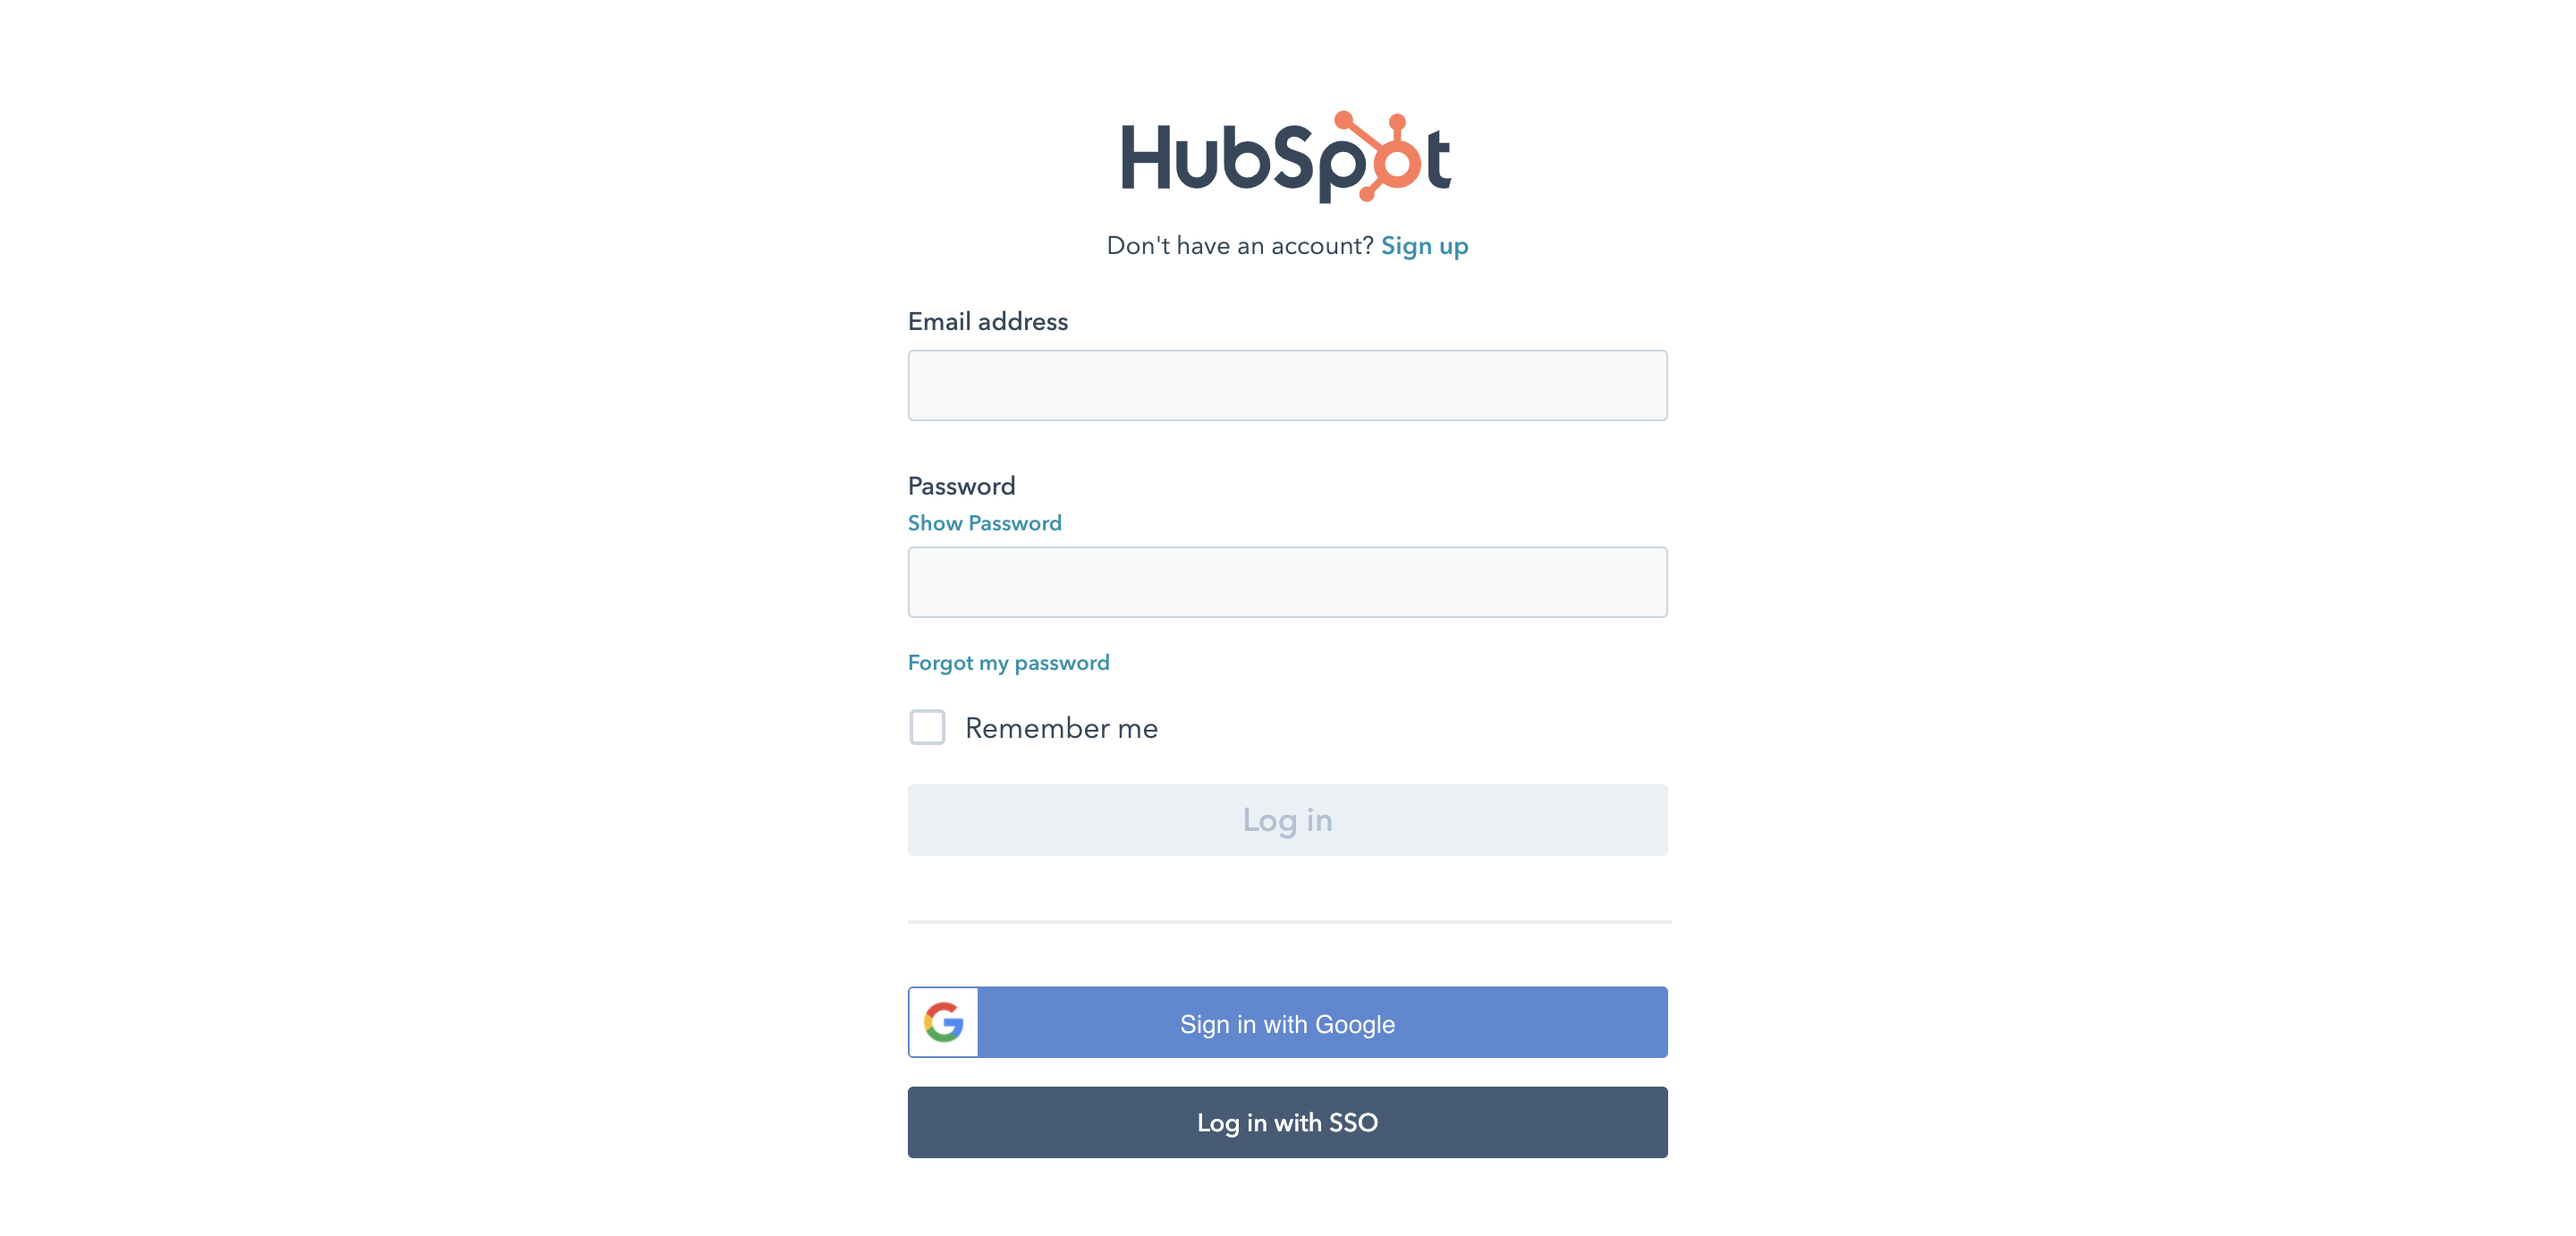 HubSpot
Don't have an account? Sign up
Email address
Password
Show Password
Forgot my password
Remember me
Log in
Sign in with Google
Log in with SSO